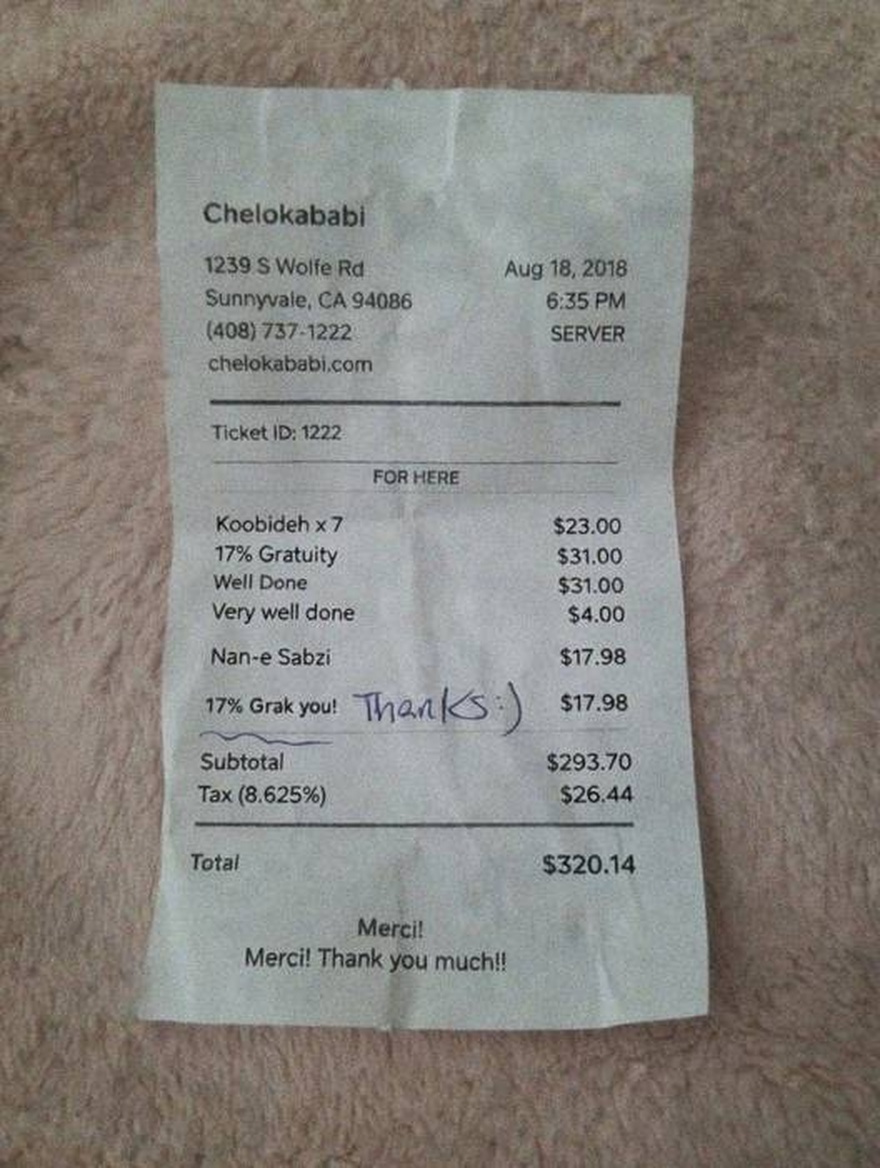 Chelokababi
1239 S Wolfe Rd Aug 18, 2018
Sunnyvale, CA 94086 6:35 PM
(408) 737-1222 SERVER
chelokababi.com
Ticket ID: 1222
FOR HERE
Koobideh x 7 $23.00
17% Gratuity $31.00
Well Done $31.00
Very well done $4.00
Nan-e Sabzi $17.98
17% Grak you! Thanks :) $17.98
Subtotal $293.70
Tax (8.625%) $26.44
Total $320.14
Merci!
Merci! Thank you much!!